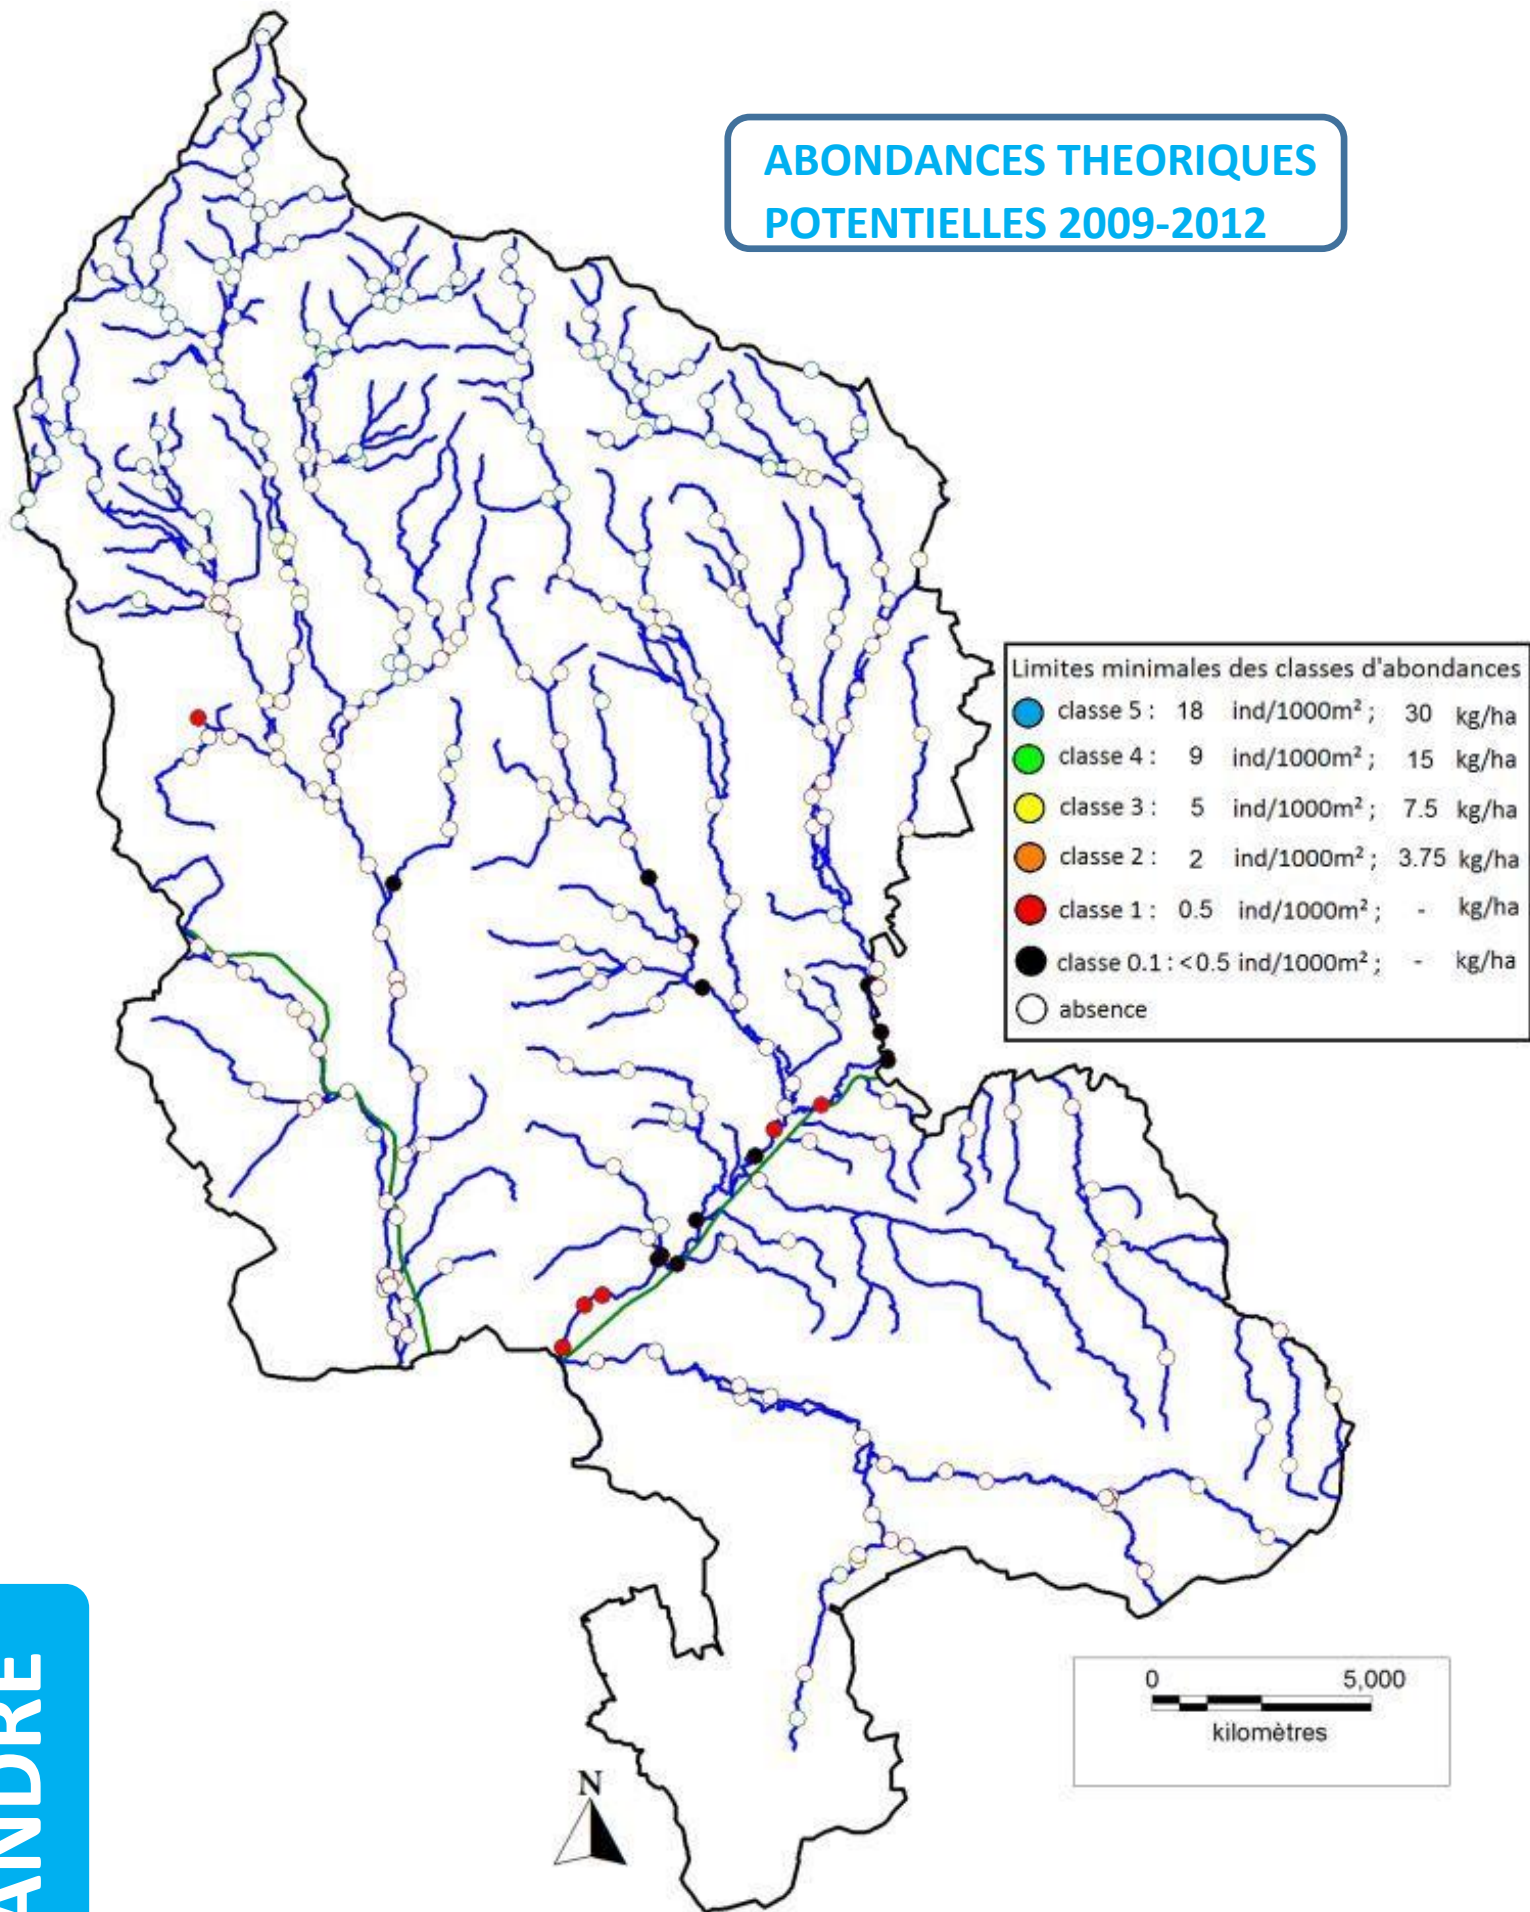 ABONDANCES THEORIQUES
POTENTIELLES 2009-2012
Limites minimales des classes d'abondances
classe 5 : 18 ind/1000m² ; 30 kg/ha
classe 4 : 9 ind/1000m² ; 15 kg/ha
classe 3 : 5 ind/1000m² ; 7.5 kg/ha
classe 2 : 2 ind/1000m² ; 3.75 kg/ha
classe 1 : 0.5 ind/1000m² ; - kg/ha
classe 0.1 : <0.5 ind/1000m² ; - kg/ha
absence
0 5,000
kilomètres
N
ANDRE